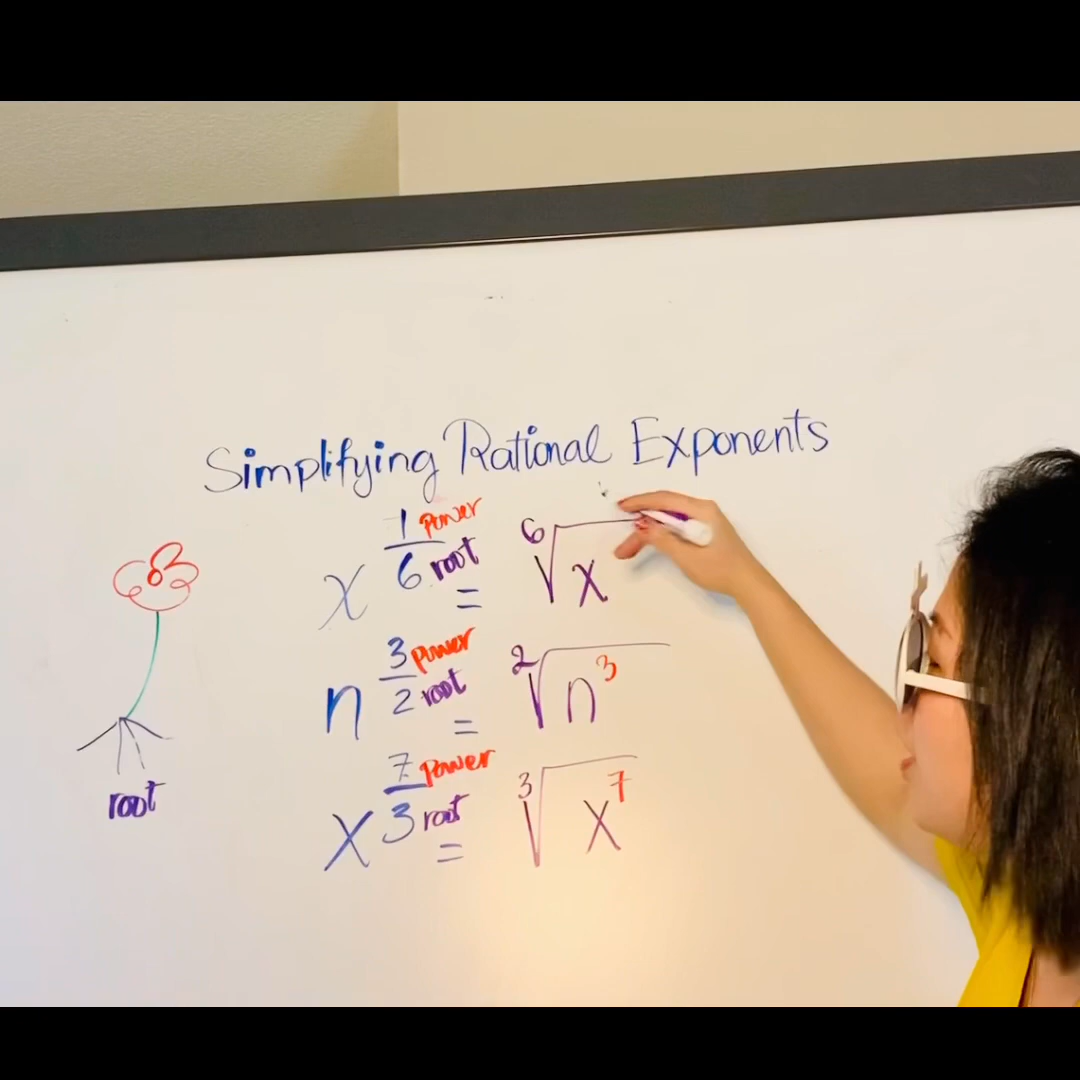 Simplifying Rational Exponents
x^(1/6) power root = ⁶√x
n^(3/2) power root = ²√n³
x^(7/3) power root = ³√x⁷
root